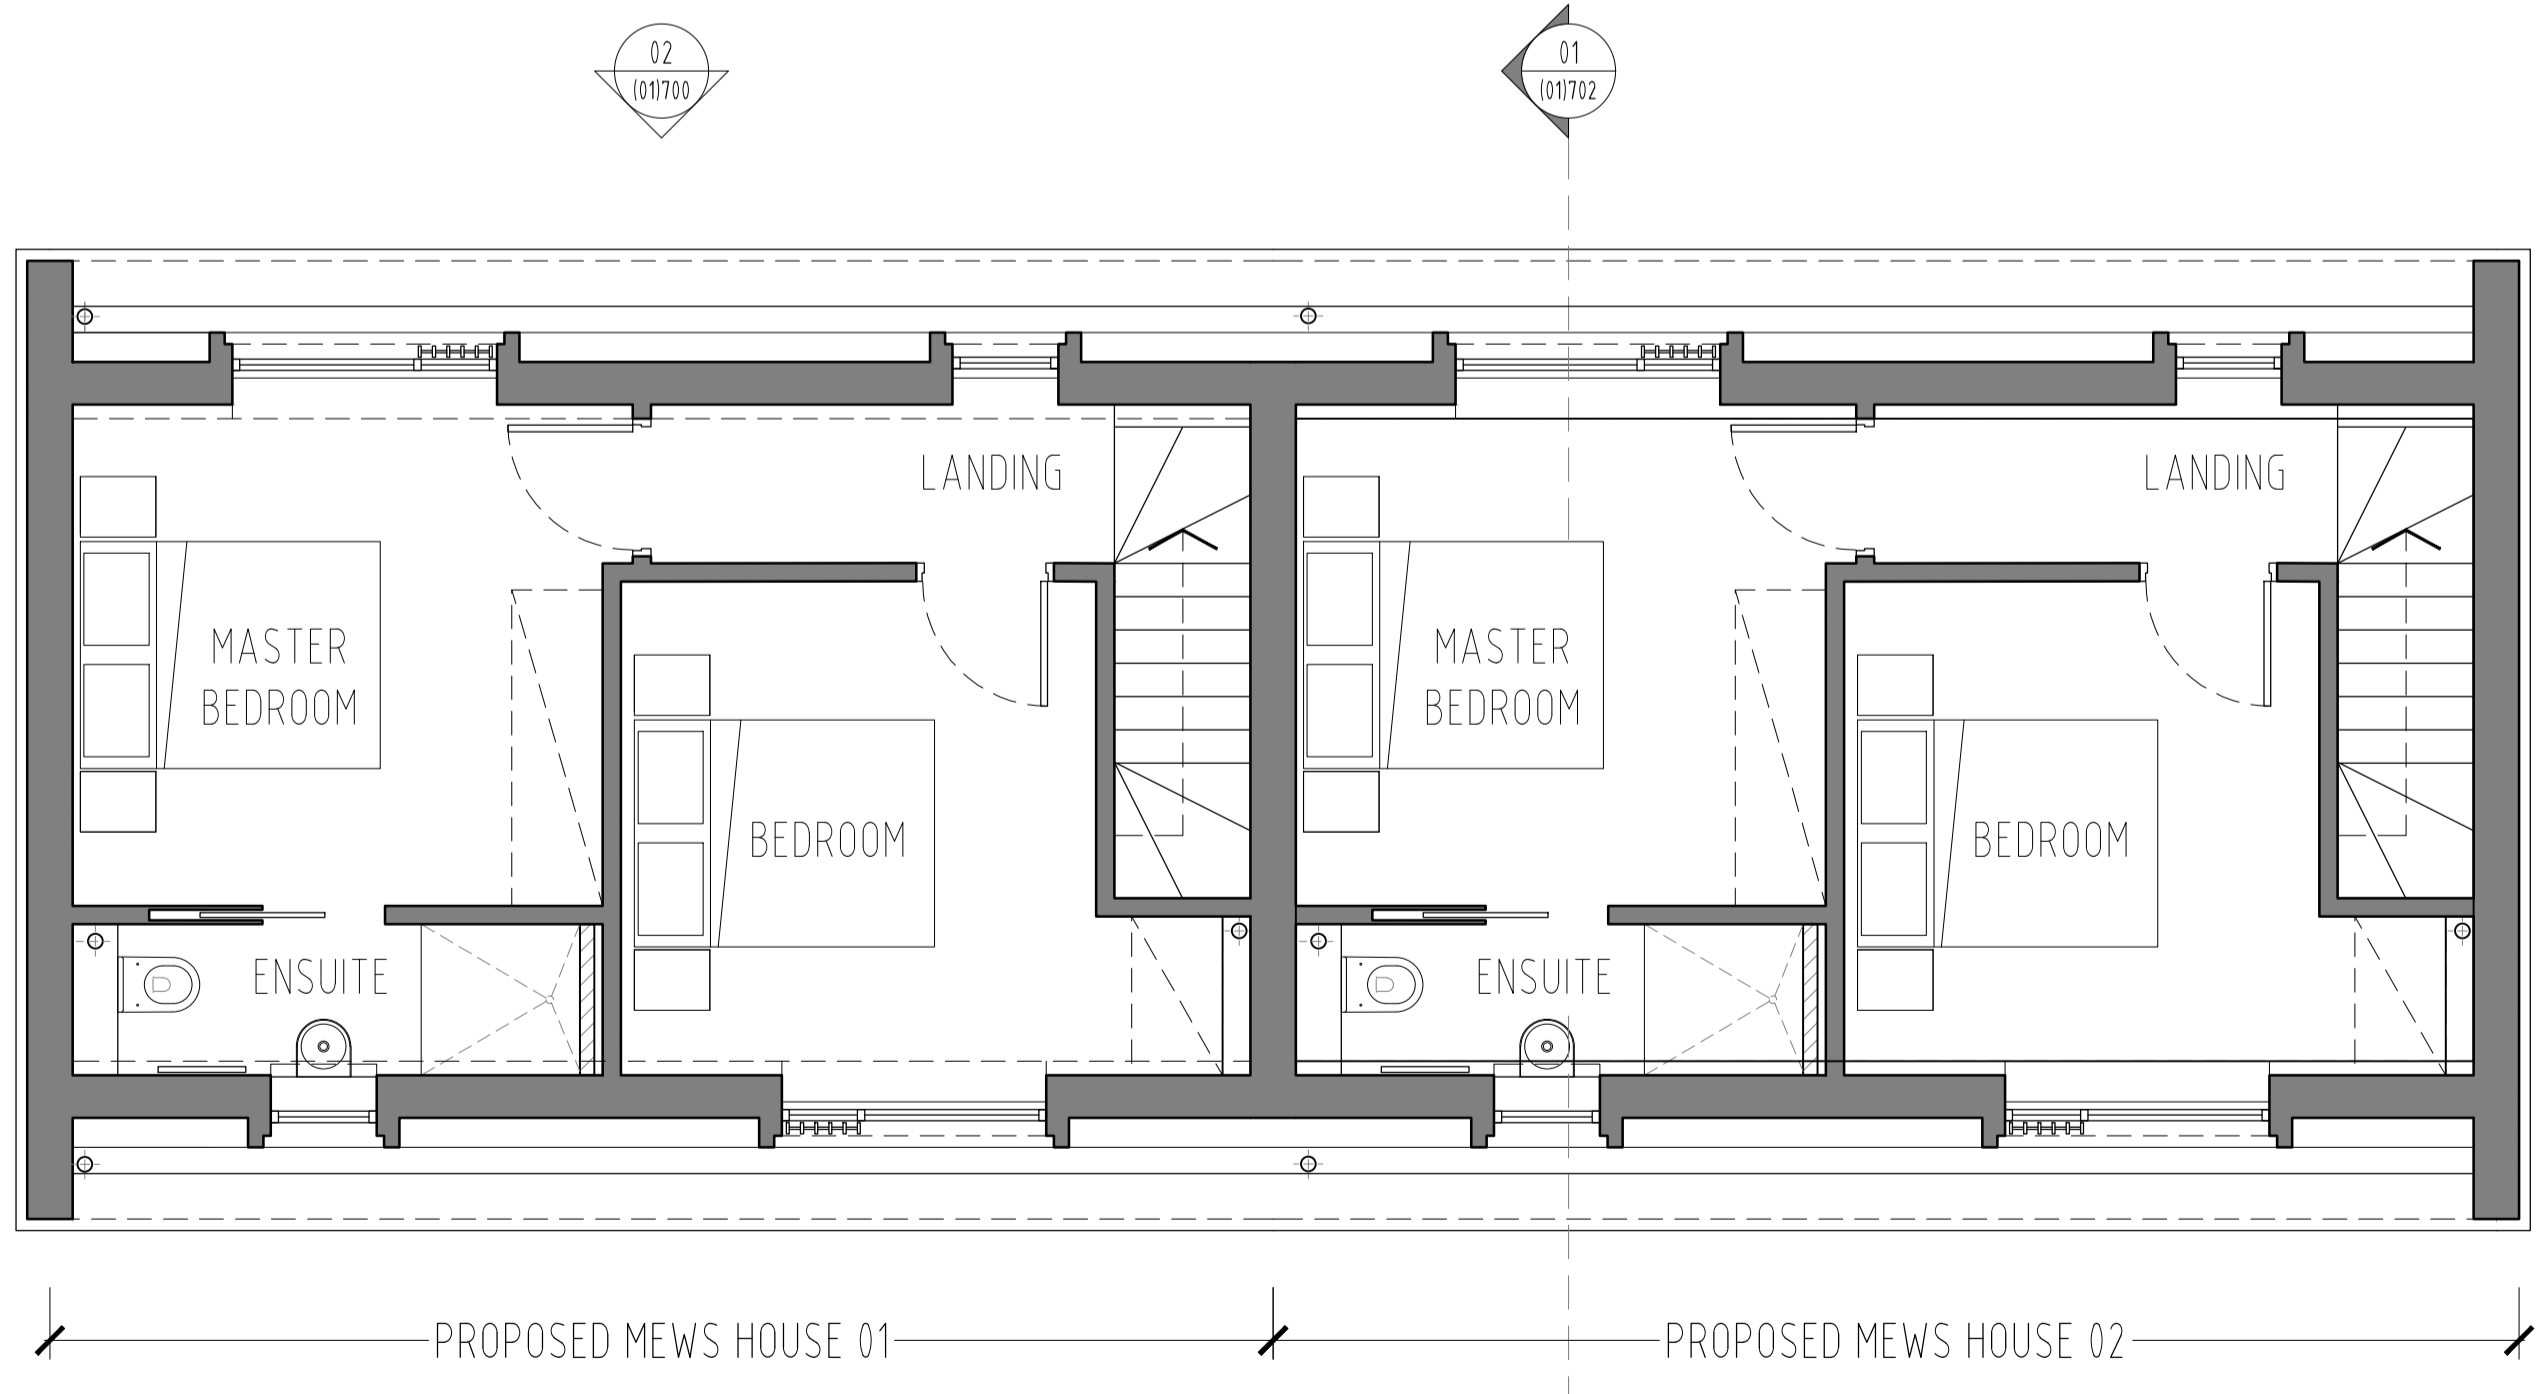 02
(01)700
01
(01)702
LANDING
LANDING
MASTER
BEDROOM
MASTER
BEDROOM
BEDROOM
BEDROOM
ENSUITE
ENSUITE
PROPOSED MEWS HOUSE 01
PROPOSED MEWS HOUSE 02